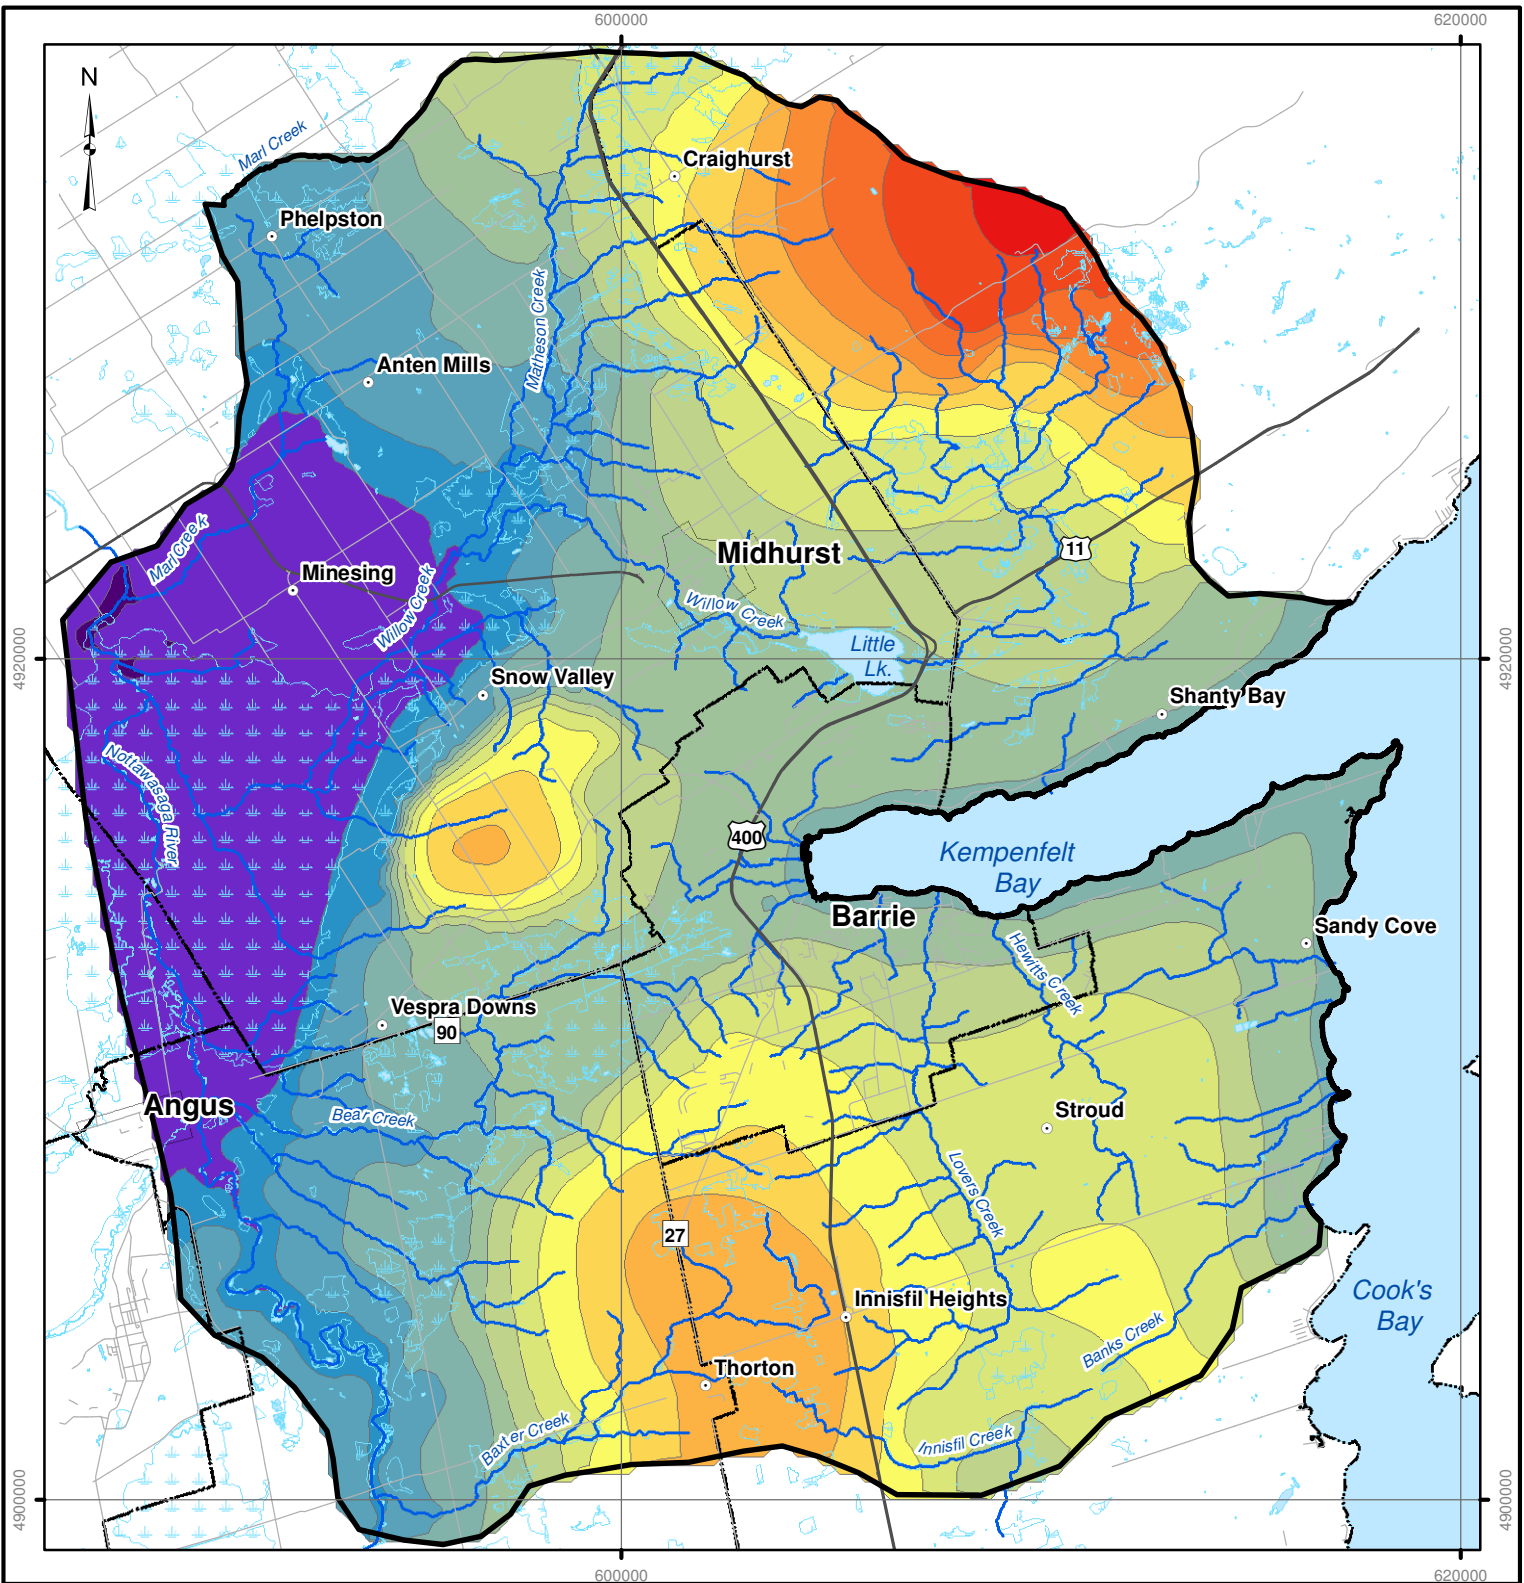 600000
620000
N
Marl Creek
Craighurst
Phelpston
Matheson Creek
Anten Mills
Marl Creek
Midhurst
11
Minesing
Willow Creek
Willow Creek
Little
Lk.
4920000
4920000
Snow Valley
Shanty Bay
Nottawasaga River
400
Kempenfelt
Bay
Barrie
Sandy Cove
Hewitts Creek
Vespra Downs
90
Angus
Bear Creek
Stroud
Lovers Creek
27
Innisfil Heights
Cook's
Bay
Banks Creek
Thorton
Baxter Creek
Innisfil Creek
4900000
4900000
600000
620000